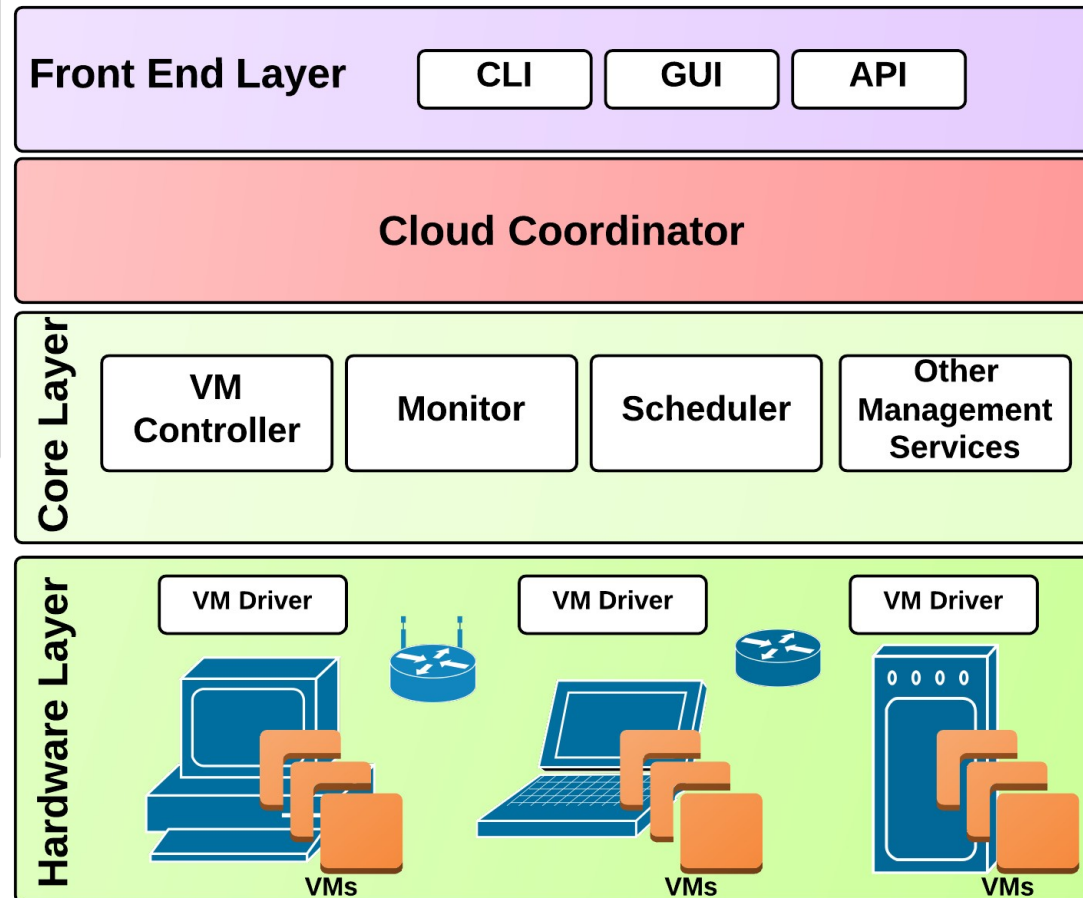 Front End Layer
CLI
GUI
API
Cloud Coordinator
Core Layer
VM
Controller
Monitor
Scheduler
Other
Management
Services
Hardware Layer
VM Driver
VM Driver
VM Driver
VMs
VMs
VMs